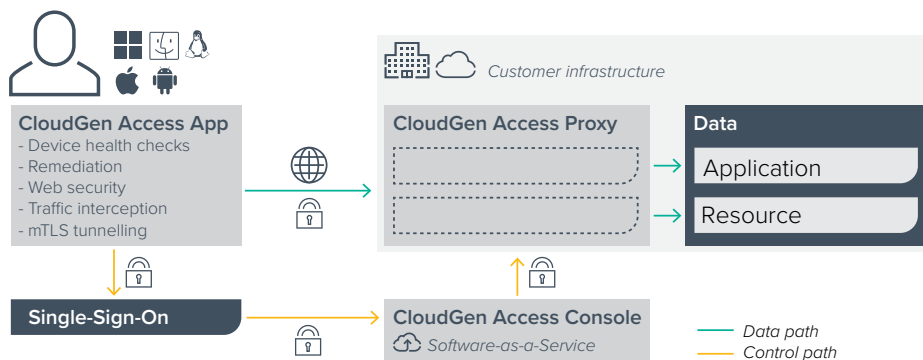 Customer infrastructure
CloudGen Access App
- Device health checks
- Remediation
- Web security
- Traffic interception
- mTLS tunnelling
CloudGen Access Proxy
Data
Application
Resource
Single-Sign-On
CloudGen Access Console
Software-as-a-Service
Data path
Control path